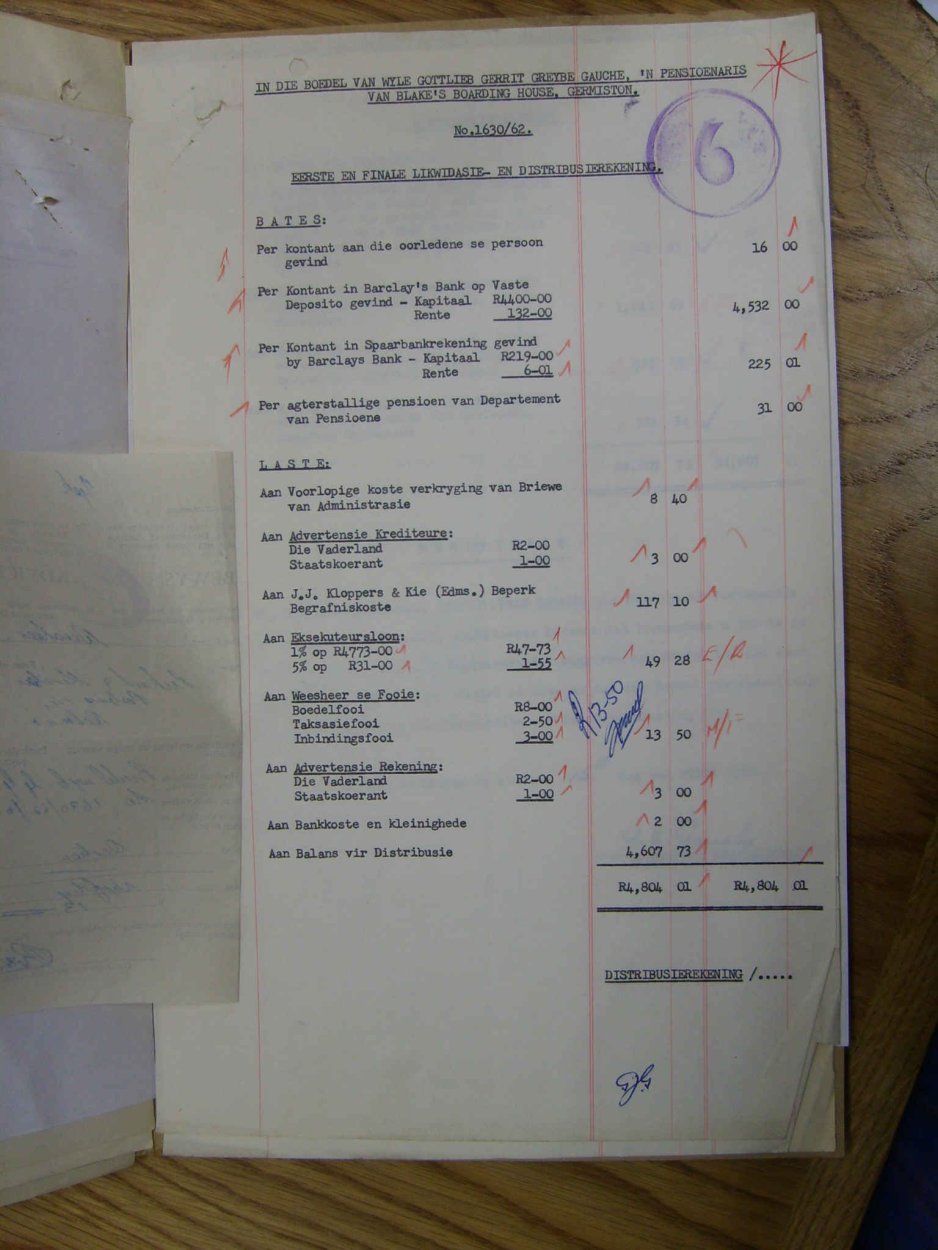 IN DIE BOEDEL VAN WYLE GOTTLIEB GERRIT GREYBE GAUCHE, 'N PENSIOENARIS
VAN BLAKE'S BOARDING HOUSE, GERMISTON.
No.1630/62.
6
EERSTE EN FINALE LIKWIDASIE- EN DISTRIBUSIEREKENING.
B A T E S:
Per kontant aan die oorledene se persoon
gevind 16 00
Per Kontant in Barclay's Bank op Vaste
Deposito gevind - Kapitaal R4400-00
Rente 132-00 4,532 00
Per Kontant in Spaarbankrekening gevind
by Barclays Bank - Kapitaal R219-00
Rente 6-01 225 01
Per agterstallige pensioen van Departement
van Pensioene 31 00
L A S T E:
Aan Voorlopige koste verkryging van Briewe
van Administrasie 8 40
Aan Advertensie Krediteure:
Die Vaderland R2-00
Staatskoerant 1-00 3 00
Aan J.J. Kloppers & Kie (Edms.) Beperk
Begrafniskoste 117 10
Aan Eksekuteursloon:
1% op R4773-00 R47-73
5% op R31-00 1-55 49 28 E/R
Aan Weesheer se Fooie:
Boedelfooi R8-00
Taksasiefooi 2-50
Inbindingsfooi 3-00 13 50
R13-50
Aan Advertensie Rekening:
Die Vaderland R2-00
Staatskoerant 1-00 3 00
Aan Bankkoste en kleinighede 2 00
Aan Balans vir Distribusie 4,607 73
R4,804 01 R4,804 01
DISTRIBUSIEREKENING /.....